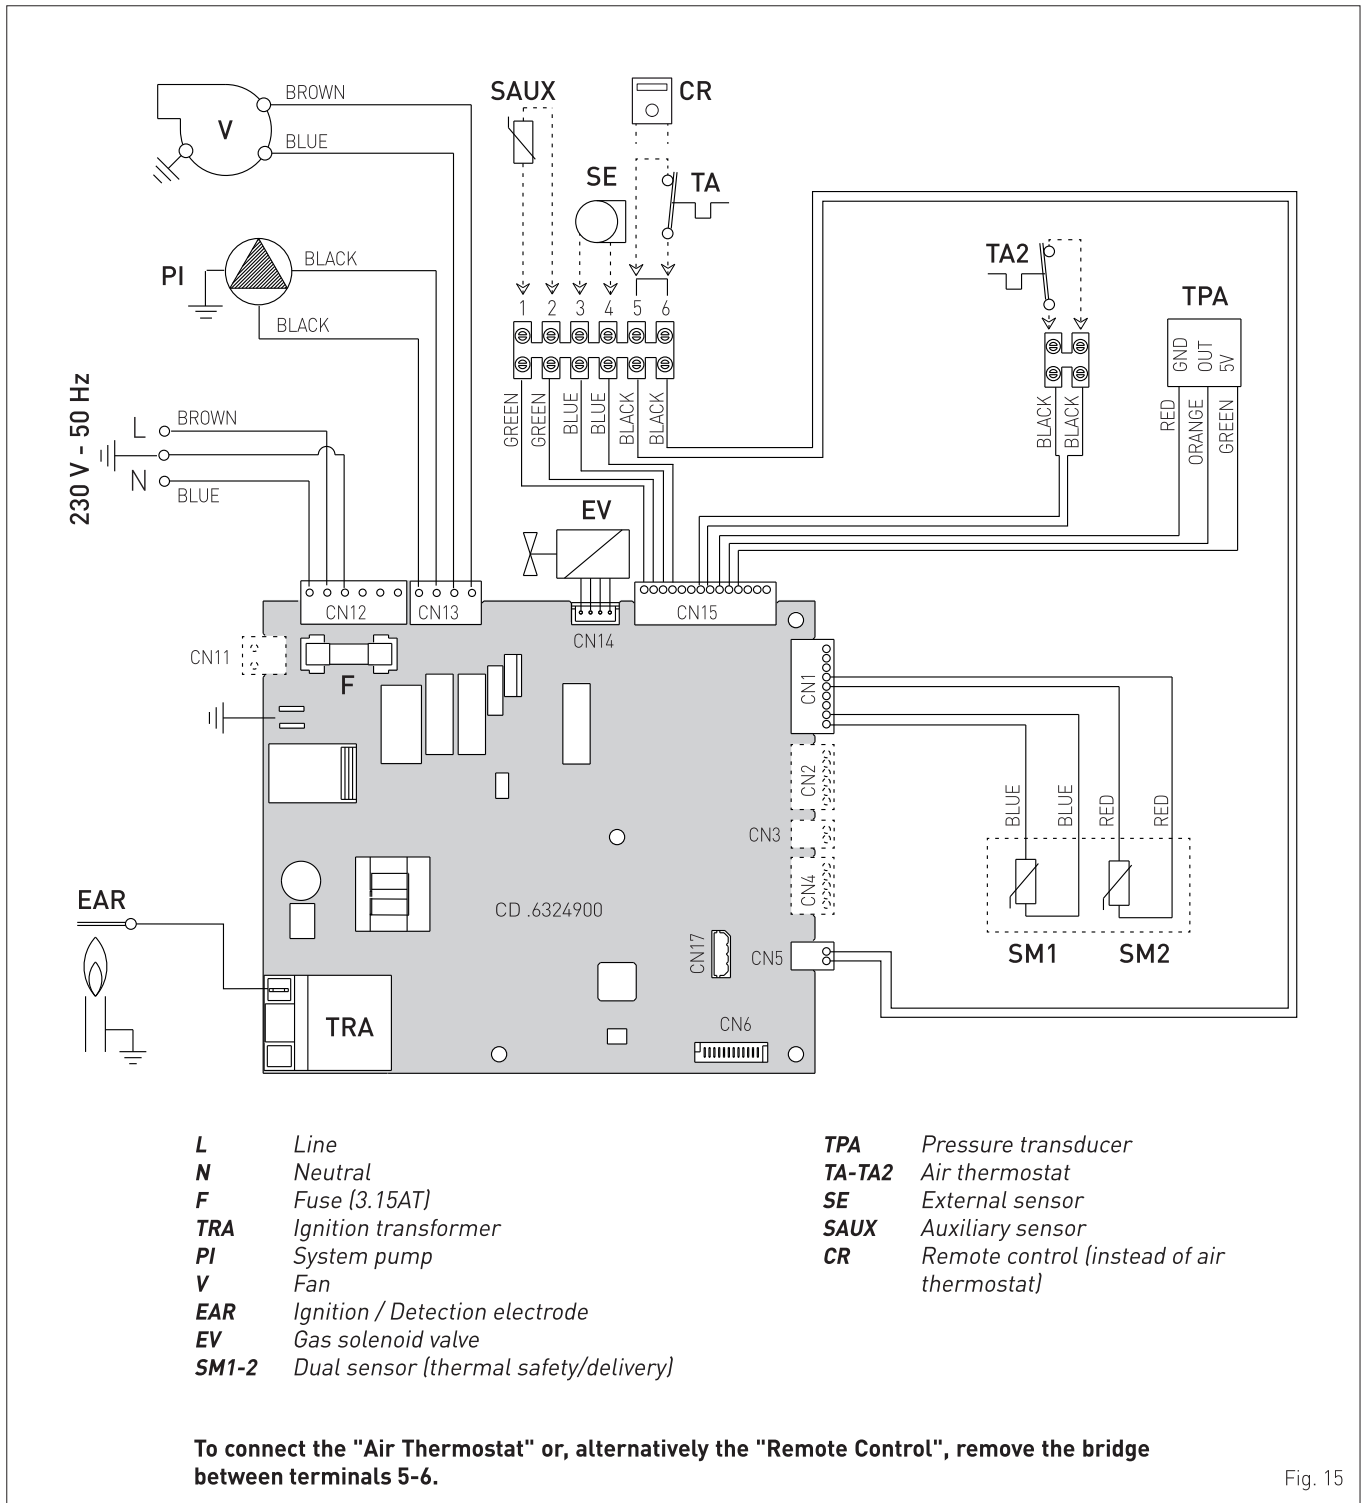 BROWN
V
BLUE
SAUX
CR
SE
TA
PI
BLACK
BLACK
1 2 3 4 5 6
TA2
TPA
GND
OUT
5V
230 V - 50 Hz
L
BROWN
N
BLUE
GREEN
GREEN
BLUE
BLUE
BLACK
BLACK
BLACK
BLACK
RED
ORANGE
GREEN
EV
CN12
CN13
CN14
CN15
CN11
F
CN1
CN2
CN3
CN4
BLUE
BLUE
RED
RED
EAR
CD .6324900
CN17
CN5
SM1
SM2
TRA
CN6
L Line
N Neutral
F Fuse (3.15AT)
TRA Ignition transformer
PI System pump
V Fan
EAR Ignition / Detection electrode
EV Gas solenoid valve
SM1-2 Dual sensor (thermal safety/delivery)
TPA Pressure transducer
TA-TA2 Air thermostat
SE External sensor
SAUX Auxiliary sensor
CR Remote control (instead of air
thermostat)
To connect the "Air Thermostat" or, alternatively the "Remote Control", remove the bridge
between terminals 5-6.
Fig. 15